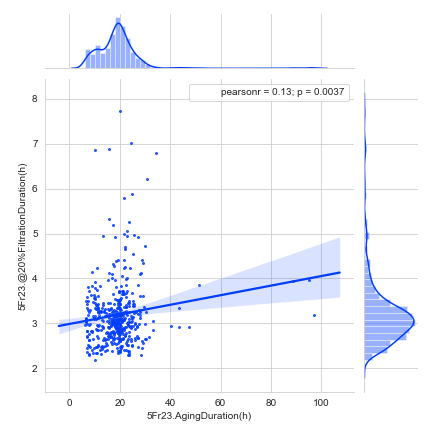 pearsonr = 0.13; p = 0.0037
8
7
6
5
4
3
2
5Fr23.@20%FiltrationDuration(h)
0 20 40 60 80 100
5Fr23.AgingDuration(h)